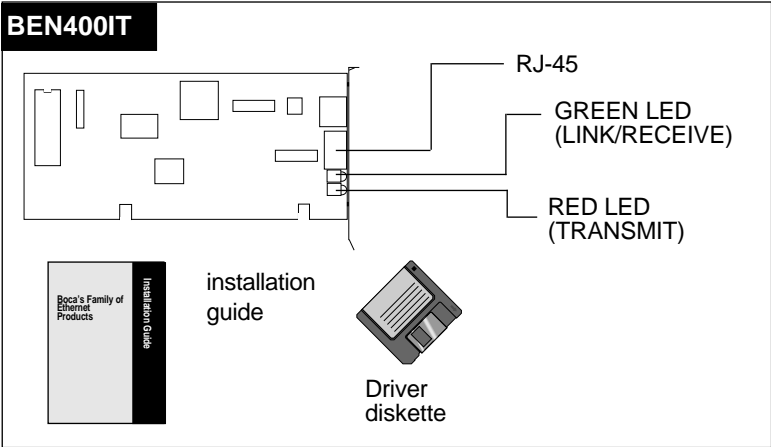 BEN400IT
RJ-45
GREEN LED
(LINK/RECEIVE)
RED LED
(TRANSMIT)
Boca's Family of
Ethernet
Products
Installation Guide
installation
guide
Driver
diskette